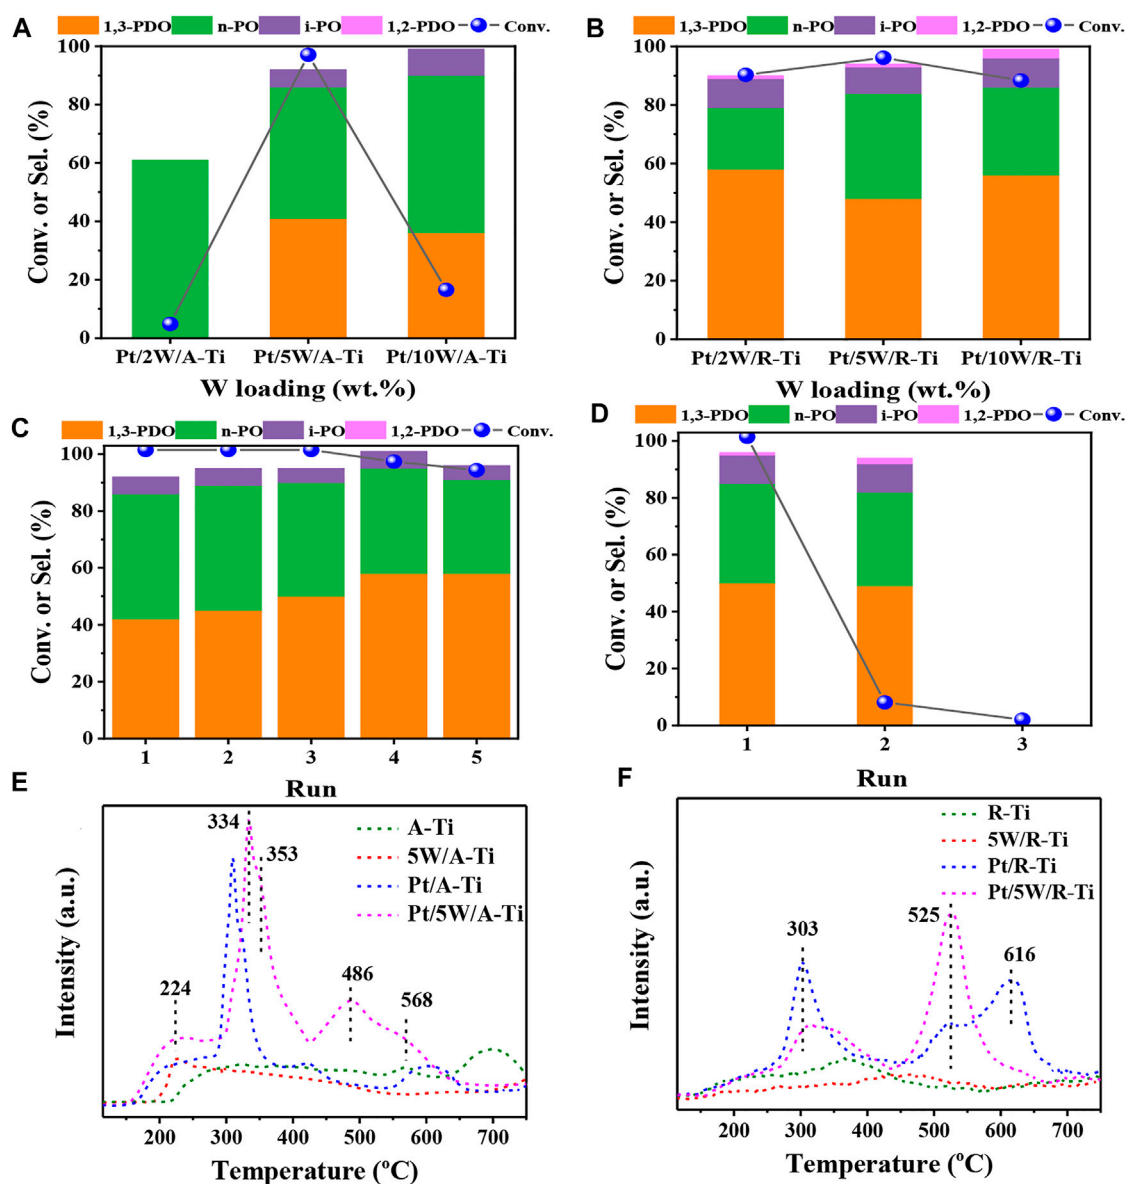 A
1,3-PDO n-PO i-PO 1,2-PDO Conv.
100
80
60
40
20
0
Conv. or Sel. (%)
Pt/2W/A-Ti Pt/5W/A-Ti Pt/10W/A-Ti
W loading (wt.%)
B
1,3-PDO n-PO i-PO 1,2-PDO Conv.
100
80
60
40
20
0
Conv. or Sel. (%)
Pt/2W/R-Ti Pt/5W/R-Ti Pt/10W/R-Ti
W loading (wt.%)
C
1,3-PDO n-PO i-PO 1,2-PDO Conv.
100
80
60
40
20
0
Conv. or Sel. (%)
1 2 3 4 5
Run
D
1,3-PDO n-PO i-PO 1,2-PDO Conv.
100
80
60
40
20
0
Conv. or Sel. (%)
1 2 3
Run
E
334
353
224
486
568
A-Ti
5W/A-Ti
Pt/A-Ti
Pt/5W/A-Ti
Intensity (a.u.)
200 300 400 500 600 700
Temperature (ºC)
F
R-Ti
5W/R-Ti
Pt/R-Ti
Pt/5W/R-Ti
303
525
616
Intensity (a.u.)
200 300 400 500 600 700
Temperature (ºC)